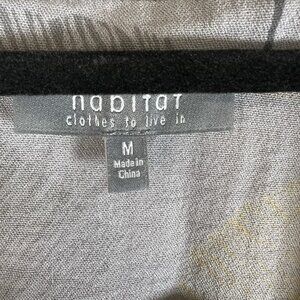 habitat
clothes to live in
M
Made in
China